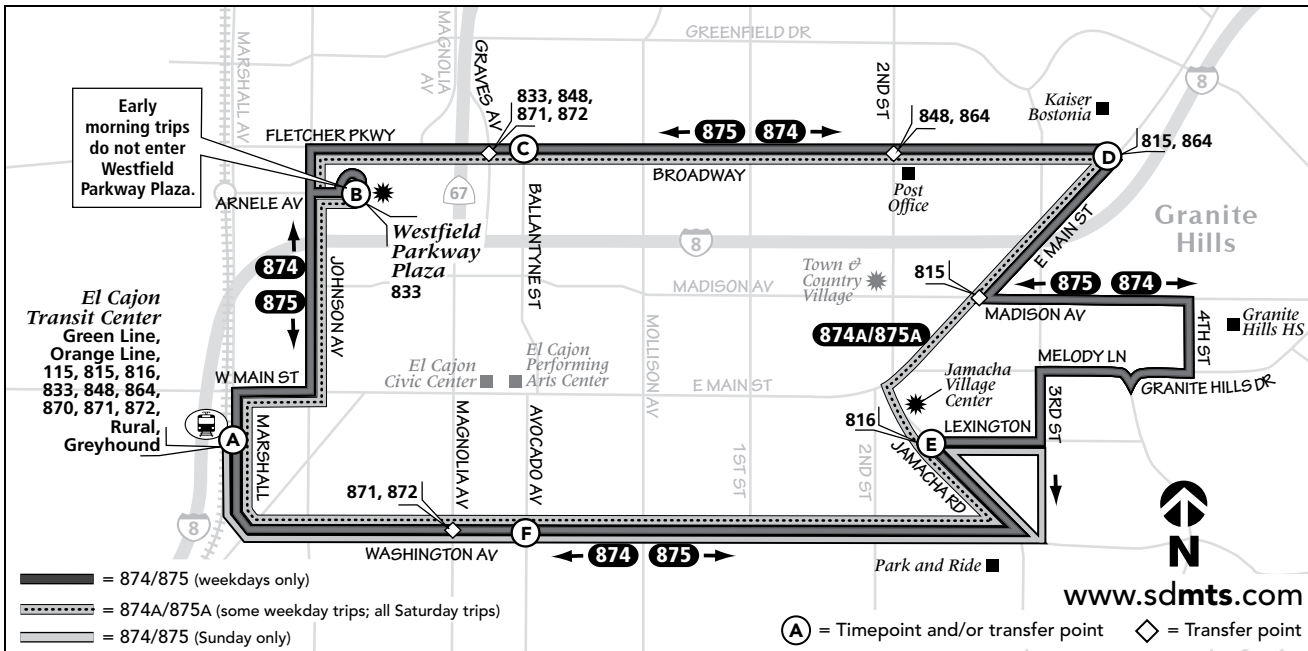 GREENFIELD DR
MARSHALL AV
MAGNOLIA
AV
GRAVES AV
2ND ST
8
Kaiser
Bostonia
Early
morning trips
do not enter
Westfield
Parkway Plaza.
833, 848,
871, 872
848, 864
815, 864
FLETCHER PKWY
875
874
C
D
BROADWAY
Post
Office
ARNELE AV
B
67
BALLANTYNE ST
E MAIN ST
Granite
Hills
Westfield
Parkway
Plaza
833
8
874
875
JOHNSON AV
MADISON AV
Town &
Country
Village
815
875
874
MADISON AV
4TH ST
Granite
Hills HS
El Cajon
Transit Center
Green Line,
Orange Line,
115, 815, 816,
833, 848, 864,
870, 871, 872,
Rural,
Greyhound
W MAIN ST
El Cajon
Civic Center
El Cajon
Performing
Arts Center
MOLLISON AV
874A/875A
E MAIN ST
MELODY LN
GRANITE HILLS DR
Jamacha
Village
Center
3RD ST
LEXINGTON
816
E
A
MARSHALL
MAGNOLIA AV
AVOCADO AV
1ST ST
2ND ST
JAMACHA RD
871, 872
8
F
WASHINGTON AV
874
875
Park and Ride
N
www.sdmts.com
= 874/875 (weekdays only)
= 874A/875A (some weekday trips; all Saturday trips)
= 874/875 (Sunday only)
A = Timepoint and/or transfer point
= Transfer point